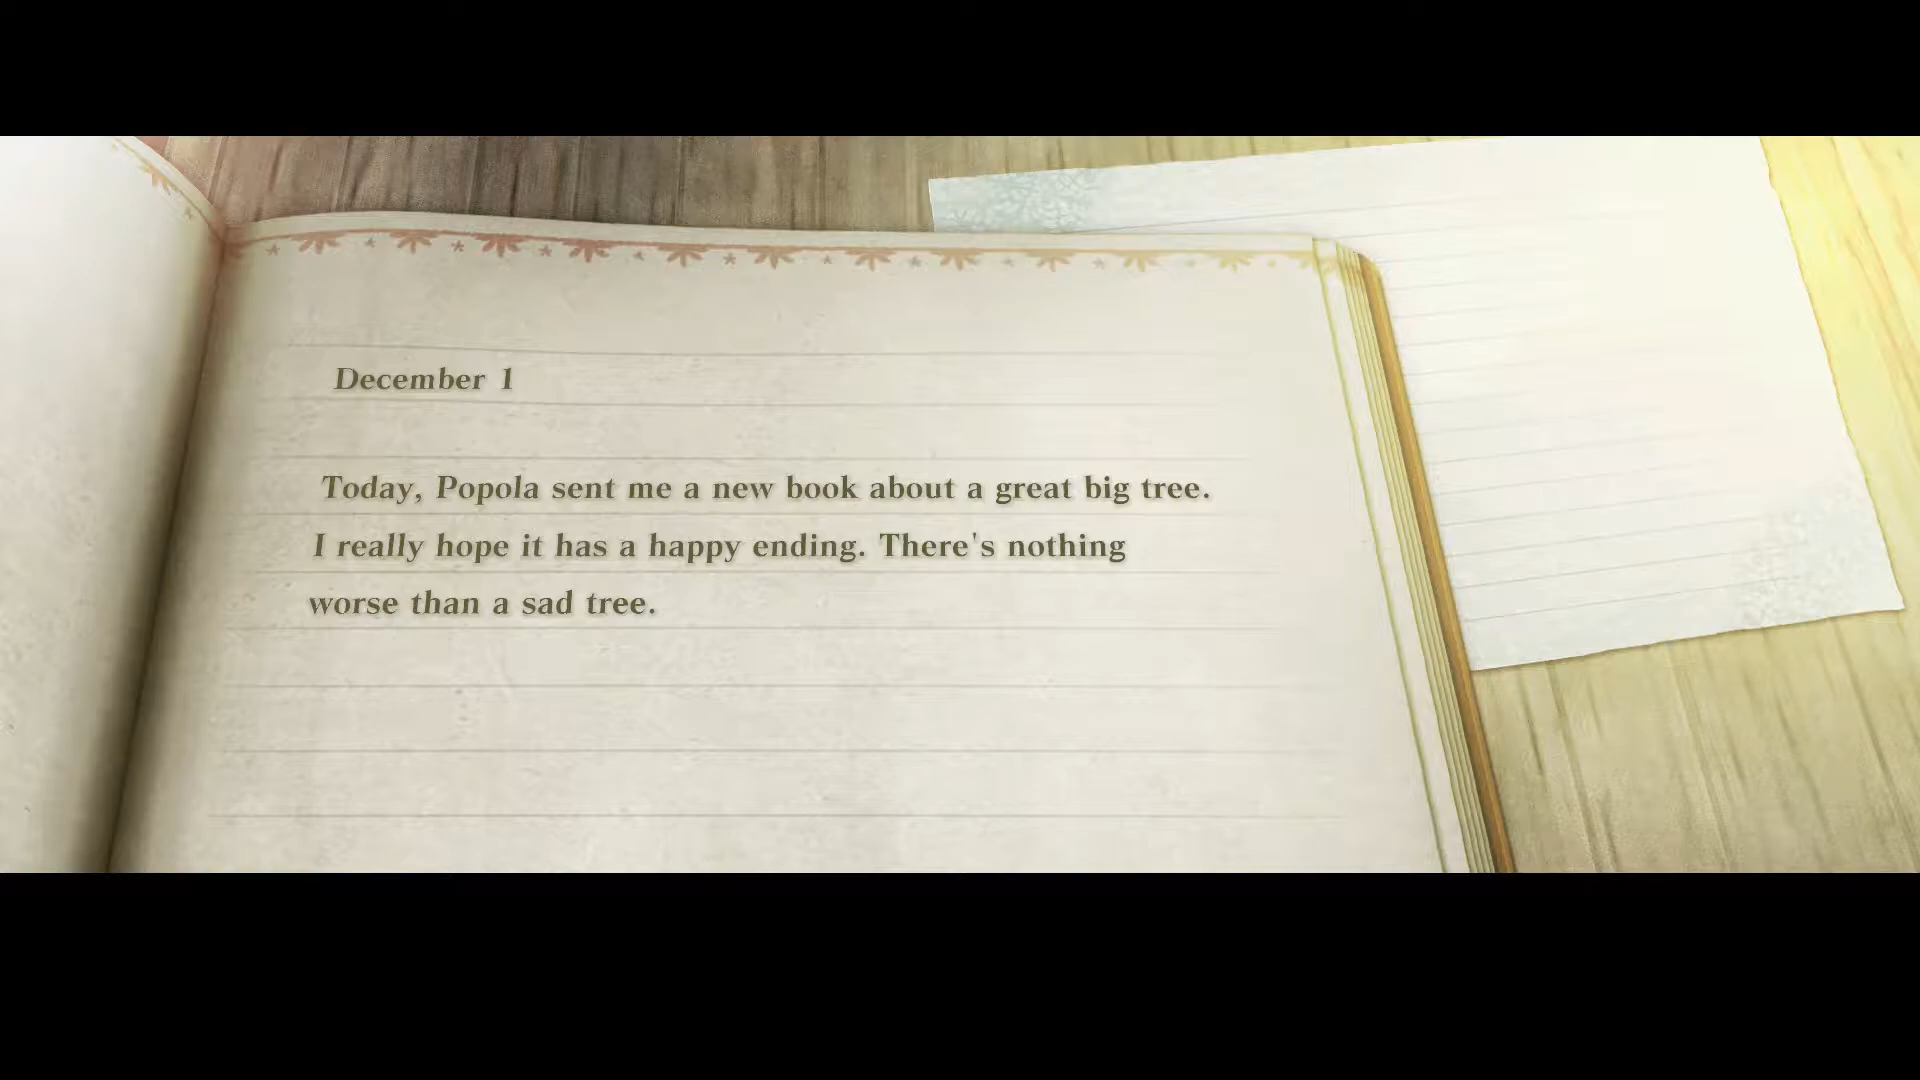 December 1
Today, Popola sent me a new book about a great big tree.
I really hope it has a happy ending. There's nothing
worse than a sad tree.